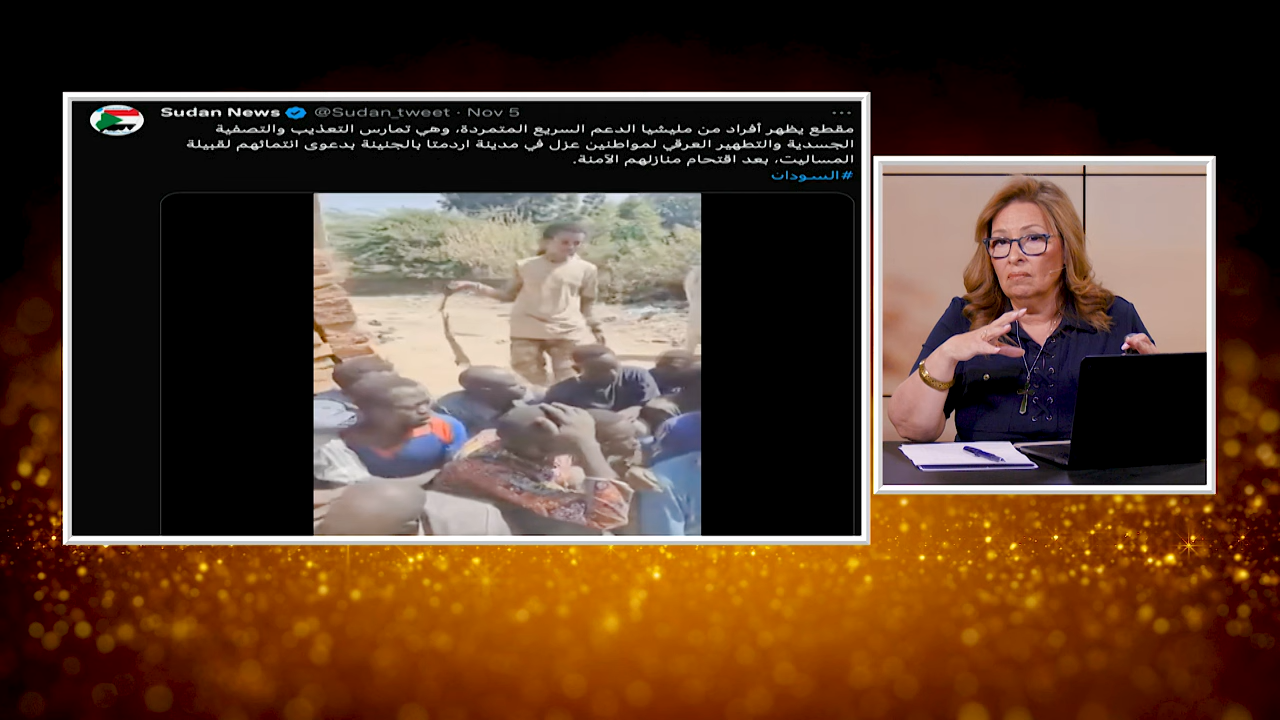 Sudan News @Sudan_tweet · Nov 5
مقطع يظهر أفراد من مليشيا الدعم السريع المتمردة، وهي تمارس التعذيب والتصفية
الجسدية والتطهير العرقي لمواطنين عزل في مدينة اردمتا بالجنينة بدعوى انتمائهم لقبيلة
المساليت، بعد اقتحام منازلهم الآمنة.
#السودان